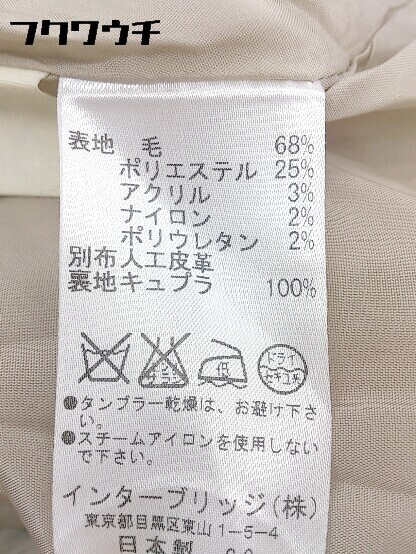 フクワウチ
表地 毛 68%
ポリエステル 25%
アクリル 3%
ナイロン 2%
ポリウレタン 2%
別布人工皮革
裏地キュプラ 100%
低
ドライ
セキユ系
●タンブラー乾燥は、お避け下さ
い。
●スチームアイロンを使用しない
で下さい。
インターブリッジ(株)
東京都目黒区東山1-5-4
日本製